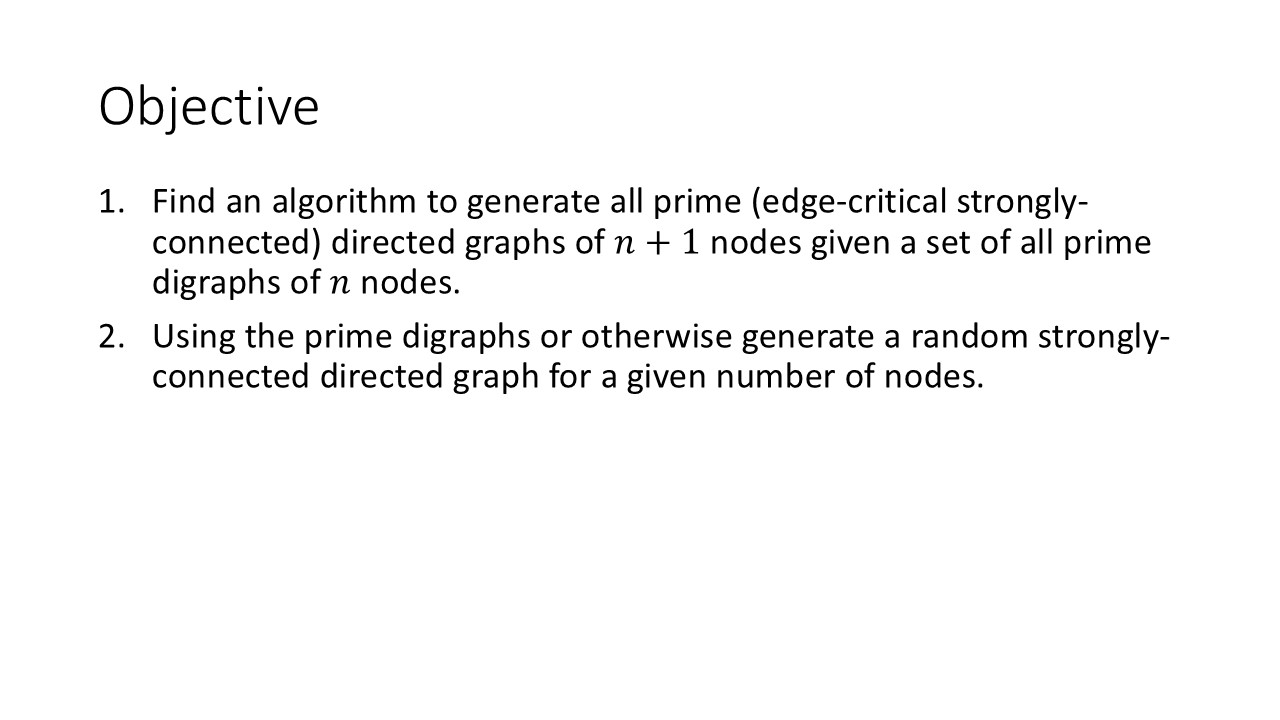 Objective
1. Find an algorithm to generate all prime (edge-critical strongly-
connected) directed graphs of 𝑛 + 1 nodes given a set of all prime
digraphs of 𝑛 nodes.
2. Using the prime digraphs or otherwise generate a random strongly-
connected directed graph for a given number of nodes.